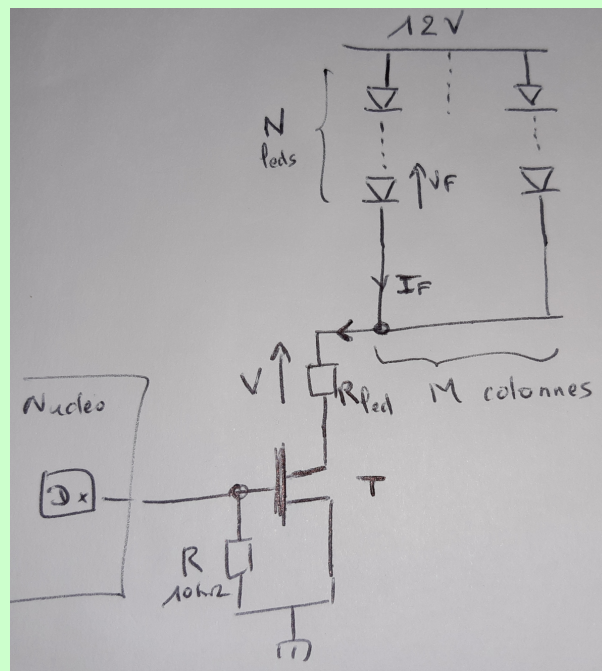 12V
N
leds
VF
IF
V
Rled
M colonnes
Nucleo
Dx
T
R
10kΩ